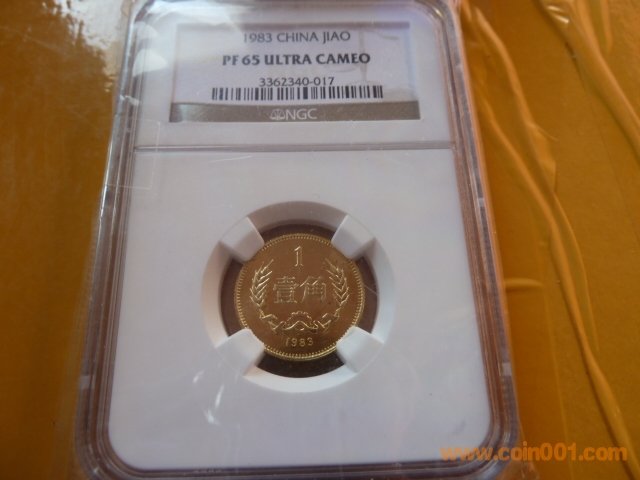 1983 CHINA JIAO
PF 65 ULTRA CAMEO
3362340-017
NGC
1
壹角
1983
www.coin001.com